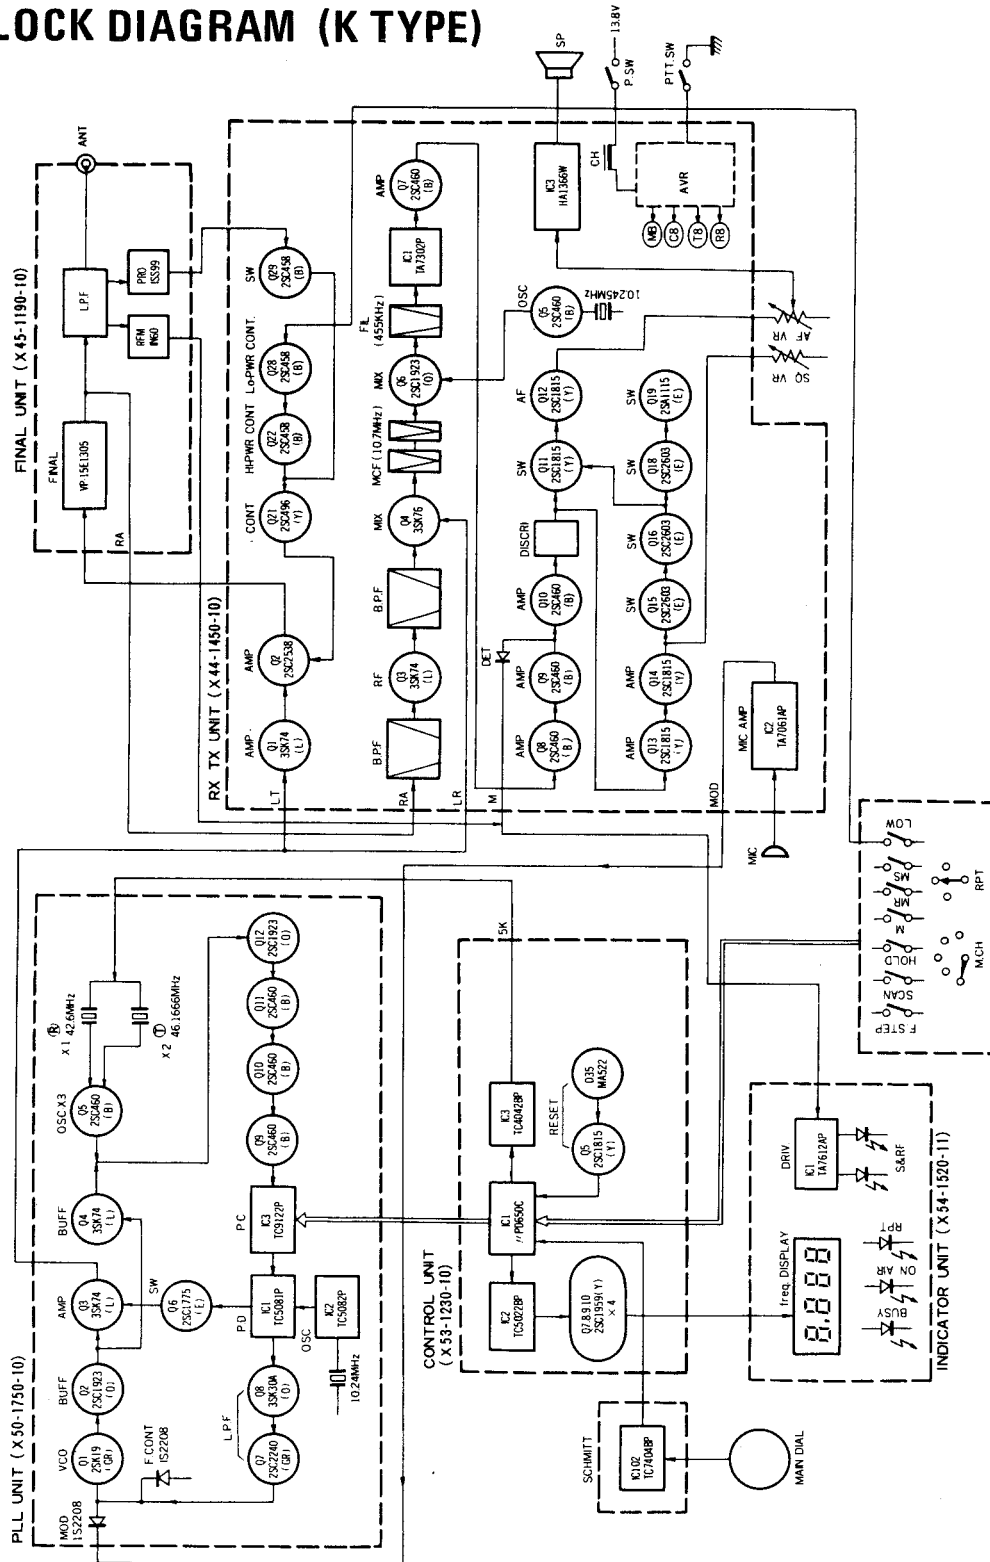 LOCK DIAGRAM (K TYPE)
FINAL UNIT (X45-1190-10)
FINAL
VP15E1305
L.P.F
ANT
PRO
ISS99
RFM
IN60
RA
RX TX UNIT (X44-1450-10)
LT
AMP
Q1
3SK74
(L)
AMP
Q2
2SC2538
CONT
Q21
2SC496
(Y)
HI-PWR CONT
Q22
2SC458
(B)
Lo-PWR CONT.
Q28
2SC458
(B)
SW
Q29
2SC458
(B)
RA
LR
B.P.F
RF
Q3
3SK74
(L)
B.P.F
MIX
Q4
3SK76
MCF (10.7MHz)
MIX
Q6
2SC1923
(O)
FIL
(455KHz)
IC1
TA7302P
AMP
Q7
2SC460
(B)
M
AMP
Q8
2SC460
(B)
AMP
Q9
2SC460
(B)
DET
AMP
Q10
2SC460
(B)
DISCRI
SW
Q11
2SC1815
(Y)
AF
Q12
2SC1815
(Y)
OSC
Q5
2SC460
(B)
10.245MHz
AMP
Q13
2SC1815
(Y)
AMP
Q14
2SC1815
(Y)
SW
Q15
2SC2603
(E)
SW
Q16
2SC2603
(E)
SW
Q18
2SC2603
(E)
SW
Q19
2SA1115
(E)
SQ VR
AF VR
MOD
MIC AMP
IC2
TA7061AP
MIC
IC3
HA1366W
SP
CH
P.SW
13.8V
PTT.SW
AVR
MB
C8
T8
R8
PLL UNIT (X50-1750-10)
MOD
1S2208
VCO
Q1
2SK19
(GR)
F.CONT
1S2208
BUFF
Q2
2SC1923
(O)
AMP
Q3
3SK74
(L)
BUFF
Q4
3SK74
(L)
OSC X3
Q5
2SC460
(B)
X1 42.6MHz
R
X2 46.1666MHz
T
SW
Q6
2SC1775
(E)
L.P.F
Q7
2SC2240
(GR)
Q8
3SK30A
(O)
P.D
IC1
TC5081P
OSC
IC2
TC5082P
10.24MHz
P.C
IC3
TC9122P
Q9
2SC460
(B)
Q10
2SC460
(B)
Q11
2SC460
(B)
Q12
2SC1923
(O)
CONTROL UNIT
(X53-1230-10)
5K
IC2
TC5022BP
IC1
μPD650C
IC3
TC4042BP
Q7.8.9.10
2SC1959(Y)
×4
RESET
Q5
2SC1815
(Y)
D35
MA522
SCHMITT
IC102
TC7404BP
MAIN DIAL
INDICATOR UNIT (X54-1520-11)
freq. DISPLAY
8.8.8.8
BUSY
ON AIR
RPT
DRIV
IC1
TA7612AP
S&RF
F.STEP
SCAN
HOLD
M
MR
MS
LOW
M.CH
RPT